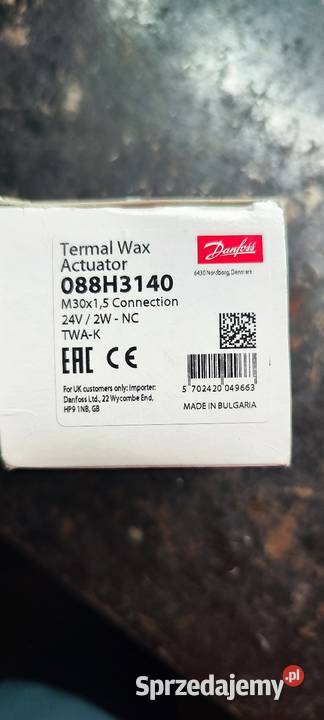 Termal Wax
Actuator
088H3140
M30x1,5 Connection
24V / 2W - NC
TWA-K
EAC CE
For UK customers only: Importer:
Danfoss Ltd., 22 Wycombe End,
HP9 1NB, GB
Danfoss
6430 Nordborg, Denmark
5 702420 049663
MADE IN BULGARIA
Sprzedajemy.pl